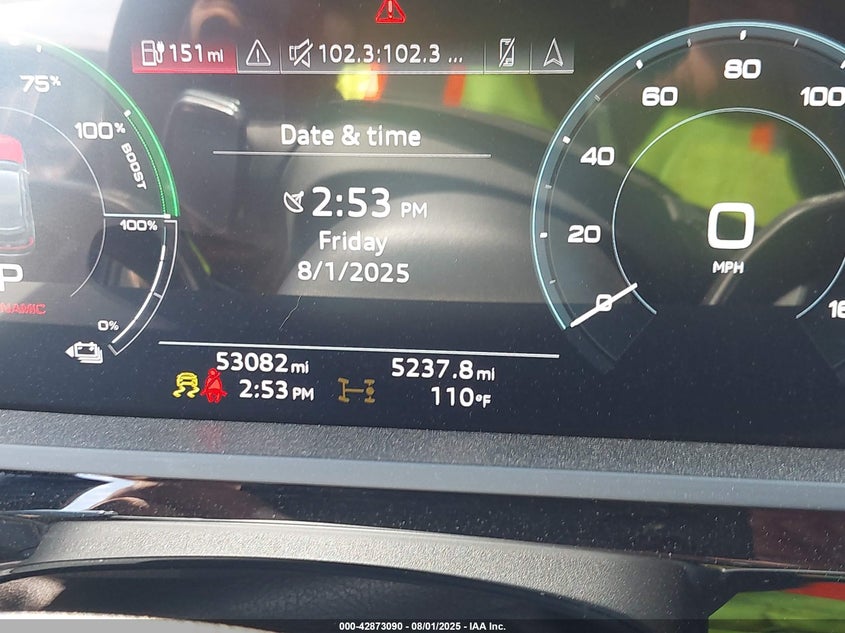 151 mi 102.3:102.3 ...
75%
100%
BOOST
100%
0%
P
NAMIC
Date & time
2:53 PM
Friday
8/1/2025
0
20
40
60
80
100
16
0
MPH
53082 mi 5237.8 mi
2:53 PM 110°F
000-42873090 - 08/01/2025 - IAA Inc.